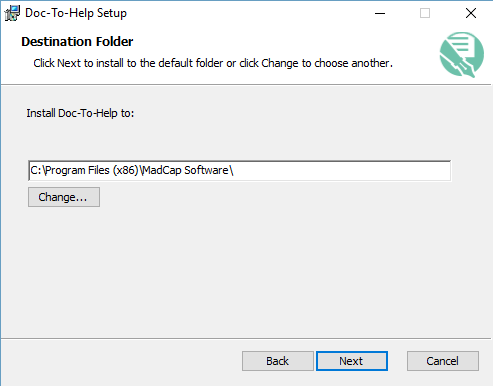 Doc-To-Help Setup
Destination Folder
Click Next to install to the default folder or click Change to choose another.
Install Doc-To-Help to:
C:\Program Files (x86)\MadCap Software\
Change...
Back Next Cancel